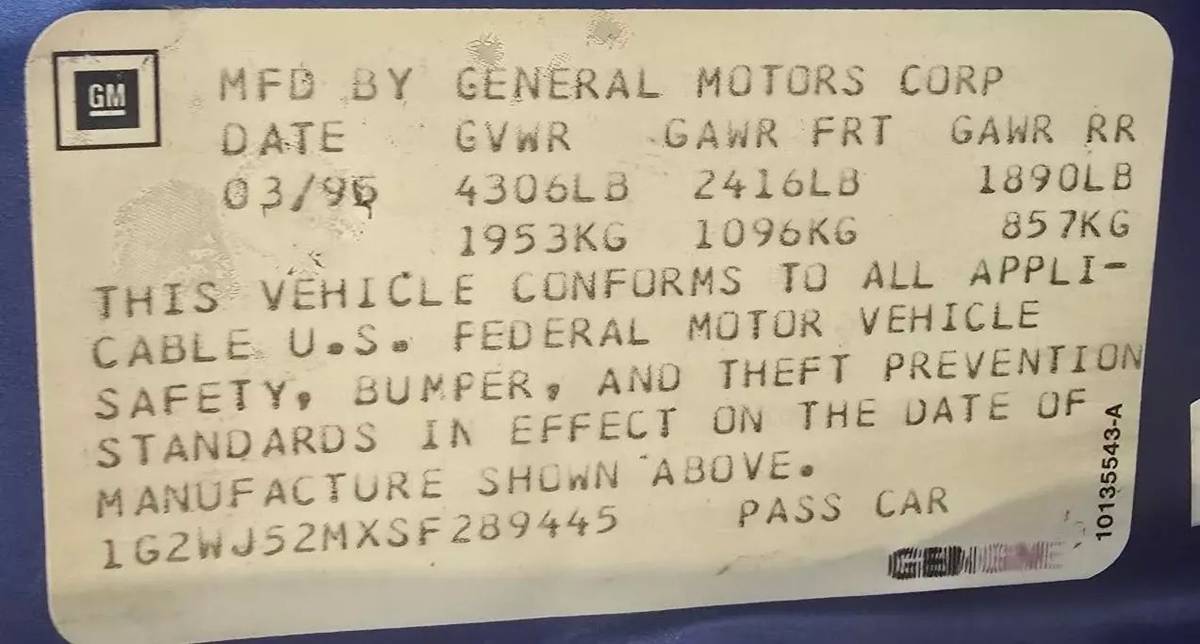 GM
MFD BY GENERAL MOTORS CORP
DATE GVWR GAWR FRT GAWR RR
03/95 4306LB 2416LB 1890LB
1953KG 1096KG 857KG
THIS VEHICLE CONFORMS TO ALL APPLI-
CABLE U.S. FEDERAL MOTOR VEHICLE
SAFETY, BUMPER, AND THEFT PREVENTION
STANDARDS IN EFFECT ON THE DATE OF
MANUFACTURE SHOWN ABOVE.
1G2WJ52MXSF289445 PASS CAR
10135543-A